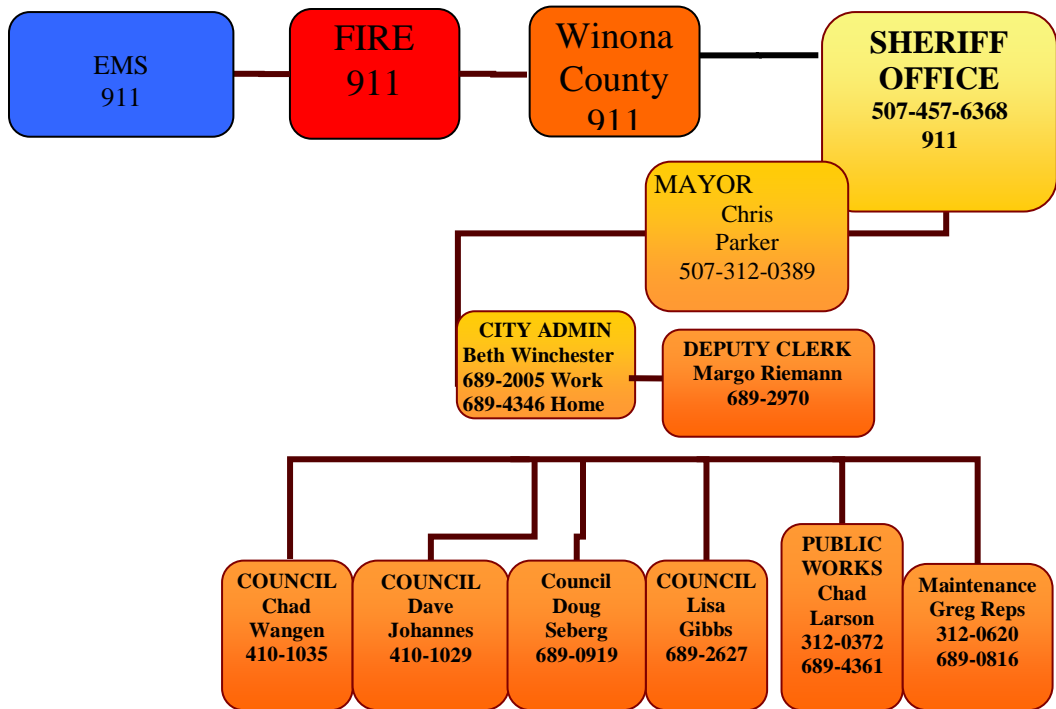 EMS
911
FIRE
911
Winona
County
911
SHERIFF
OFFICE
507-457-6368
911
MAYOR
Chris
Parker
507-312-0389
CITY ADMIN
Beth Winchester
689-2005 Work
689-4346 Home
DEPUTY CLERK
Margo Riemann
689-2970
COUNCIL
Chad
Wangen
410-1035
COUNCIL
Dave
Johannes
410-1029
Council
Doug
Seberg
689-0919
COUNCIL
Lisa
Gibbs
689-2627
PUBLIC
WORKS
Chad
Larson
312-0372
689-4361
Maintenance
Greg Reps
312-0620
689-0816